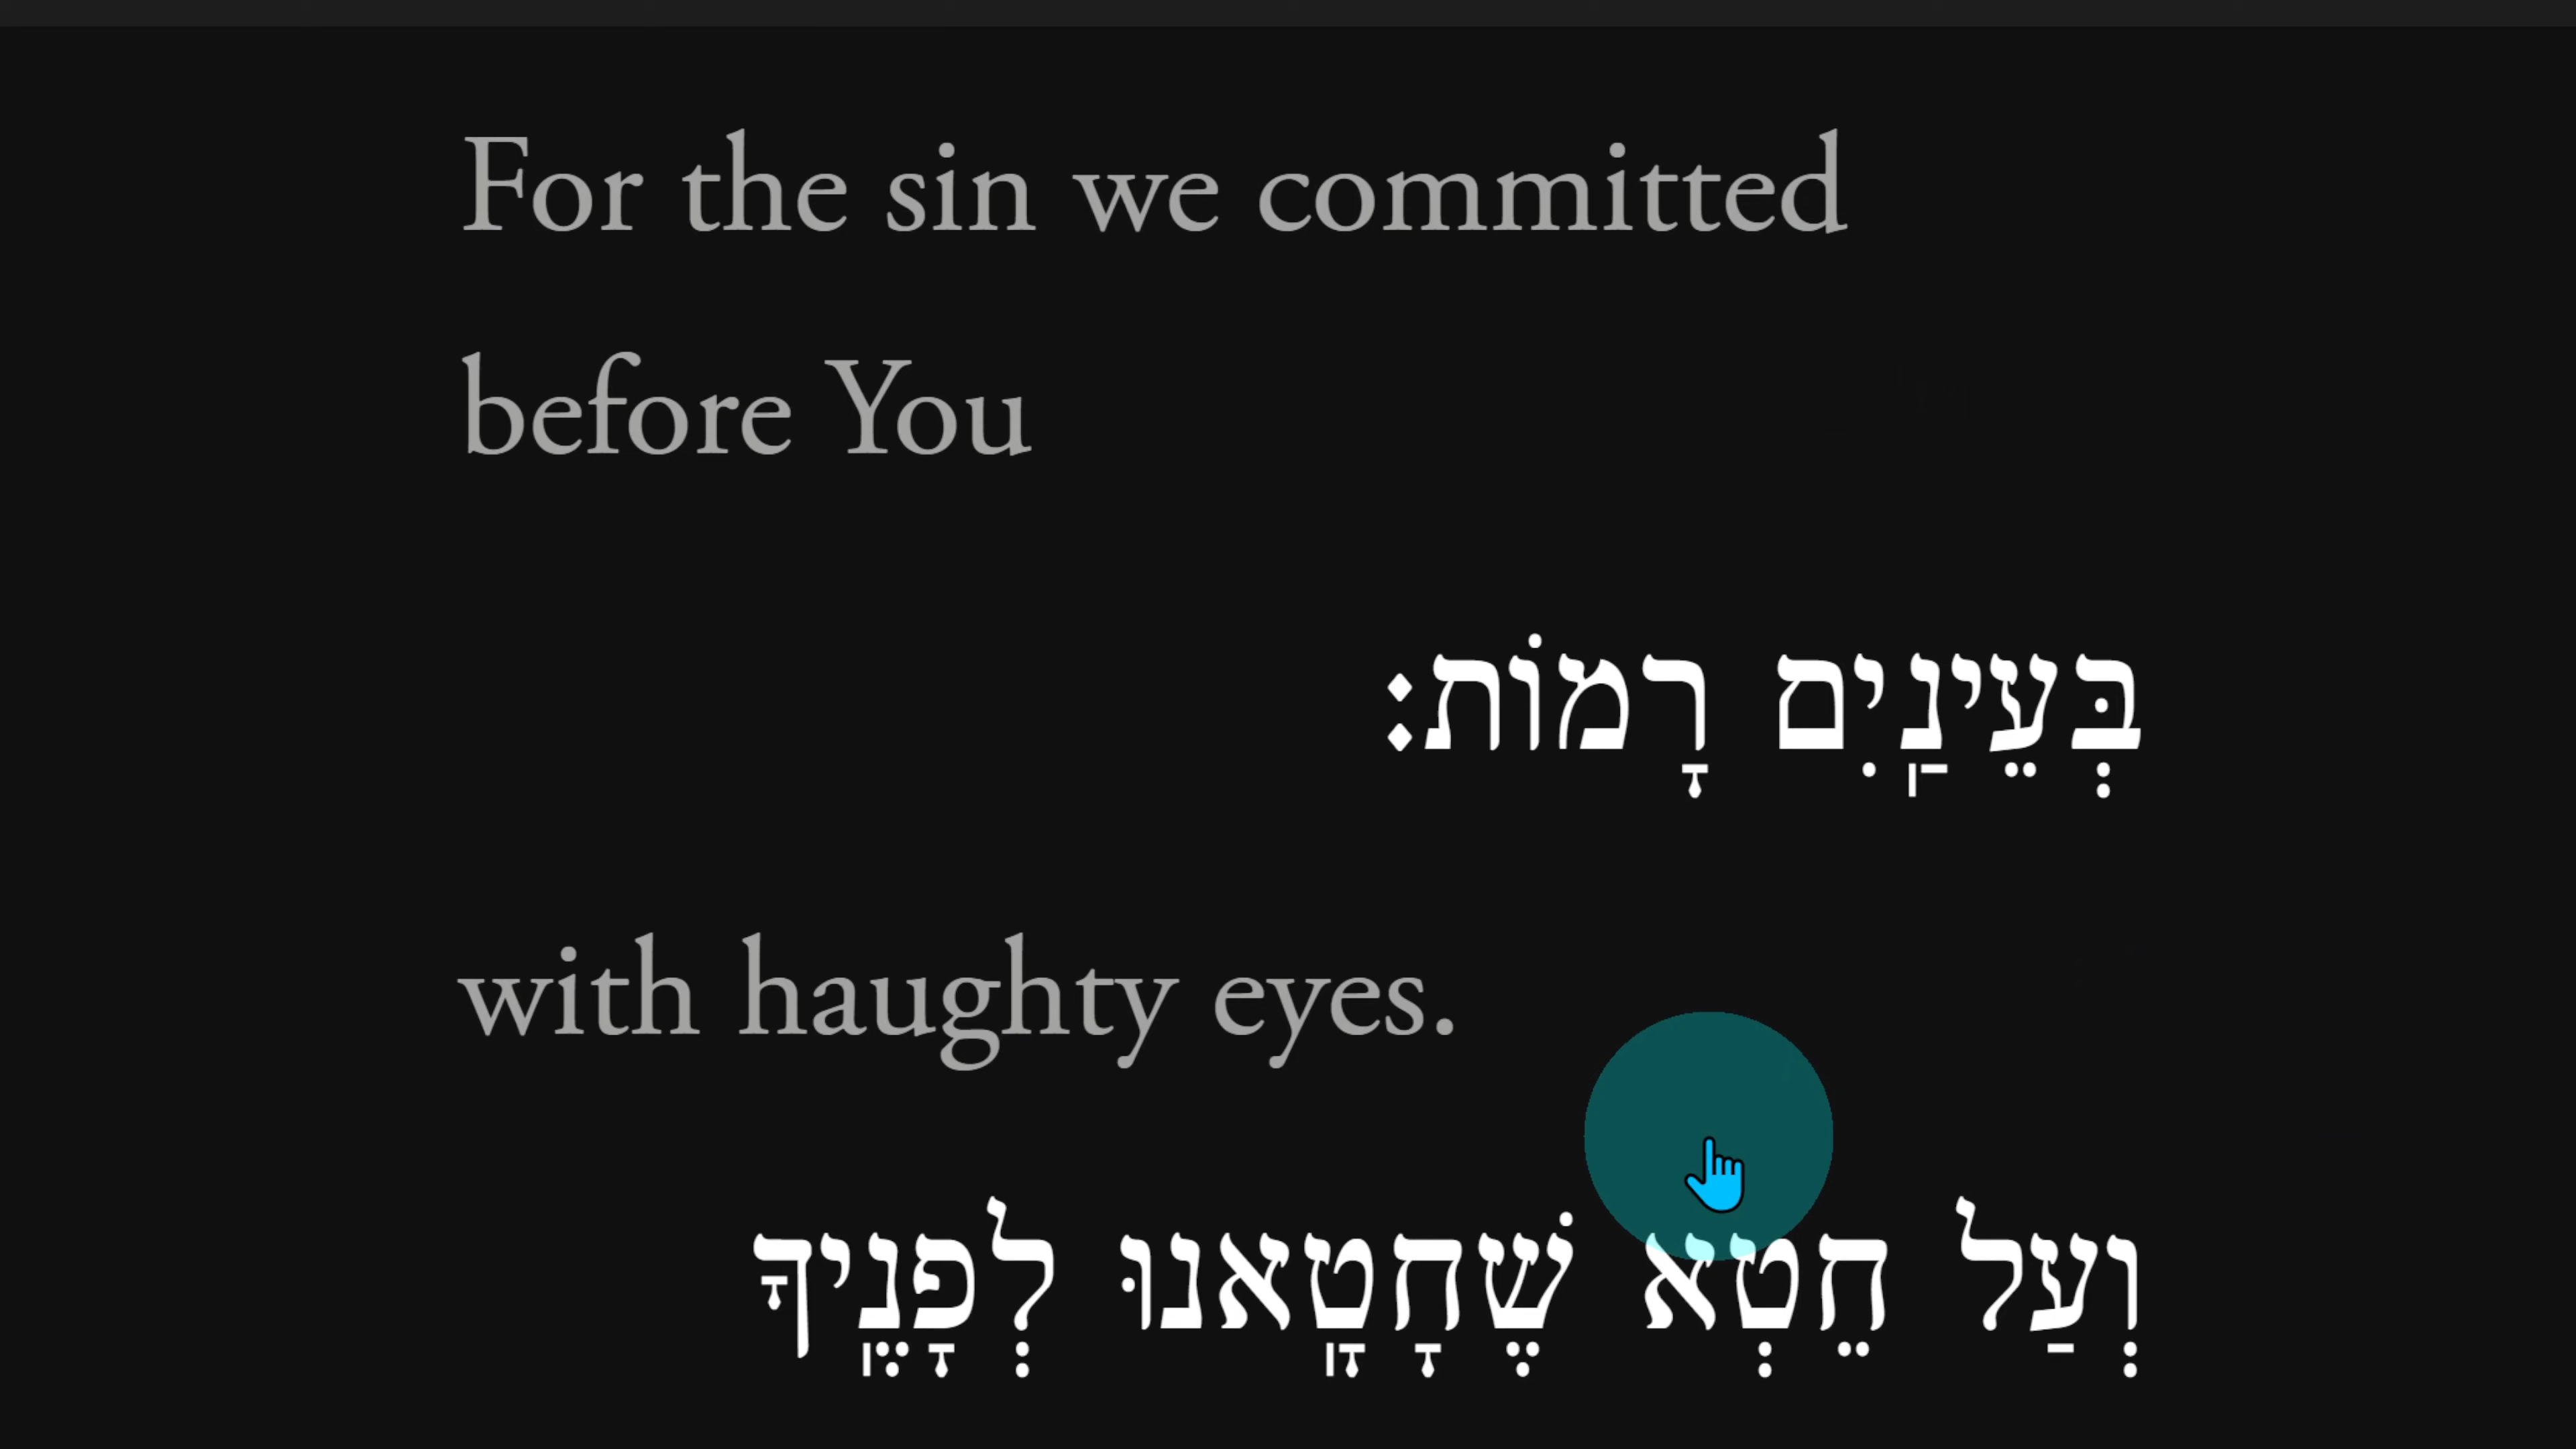 For the sin we committed
before You
בְּעֵינַֽיִם רָמוֹת:
with haughty eyes.
וְעַל חֵטְא שֶׁחָטָֽאנוּ לְפָנֶֽיךָ